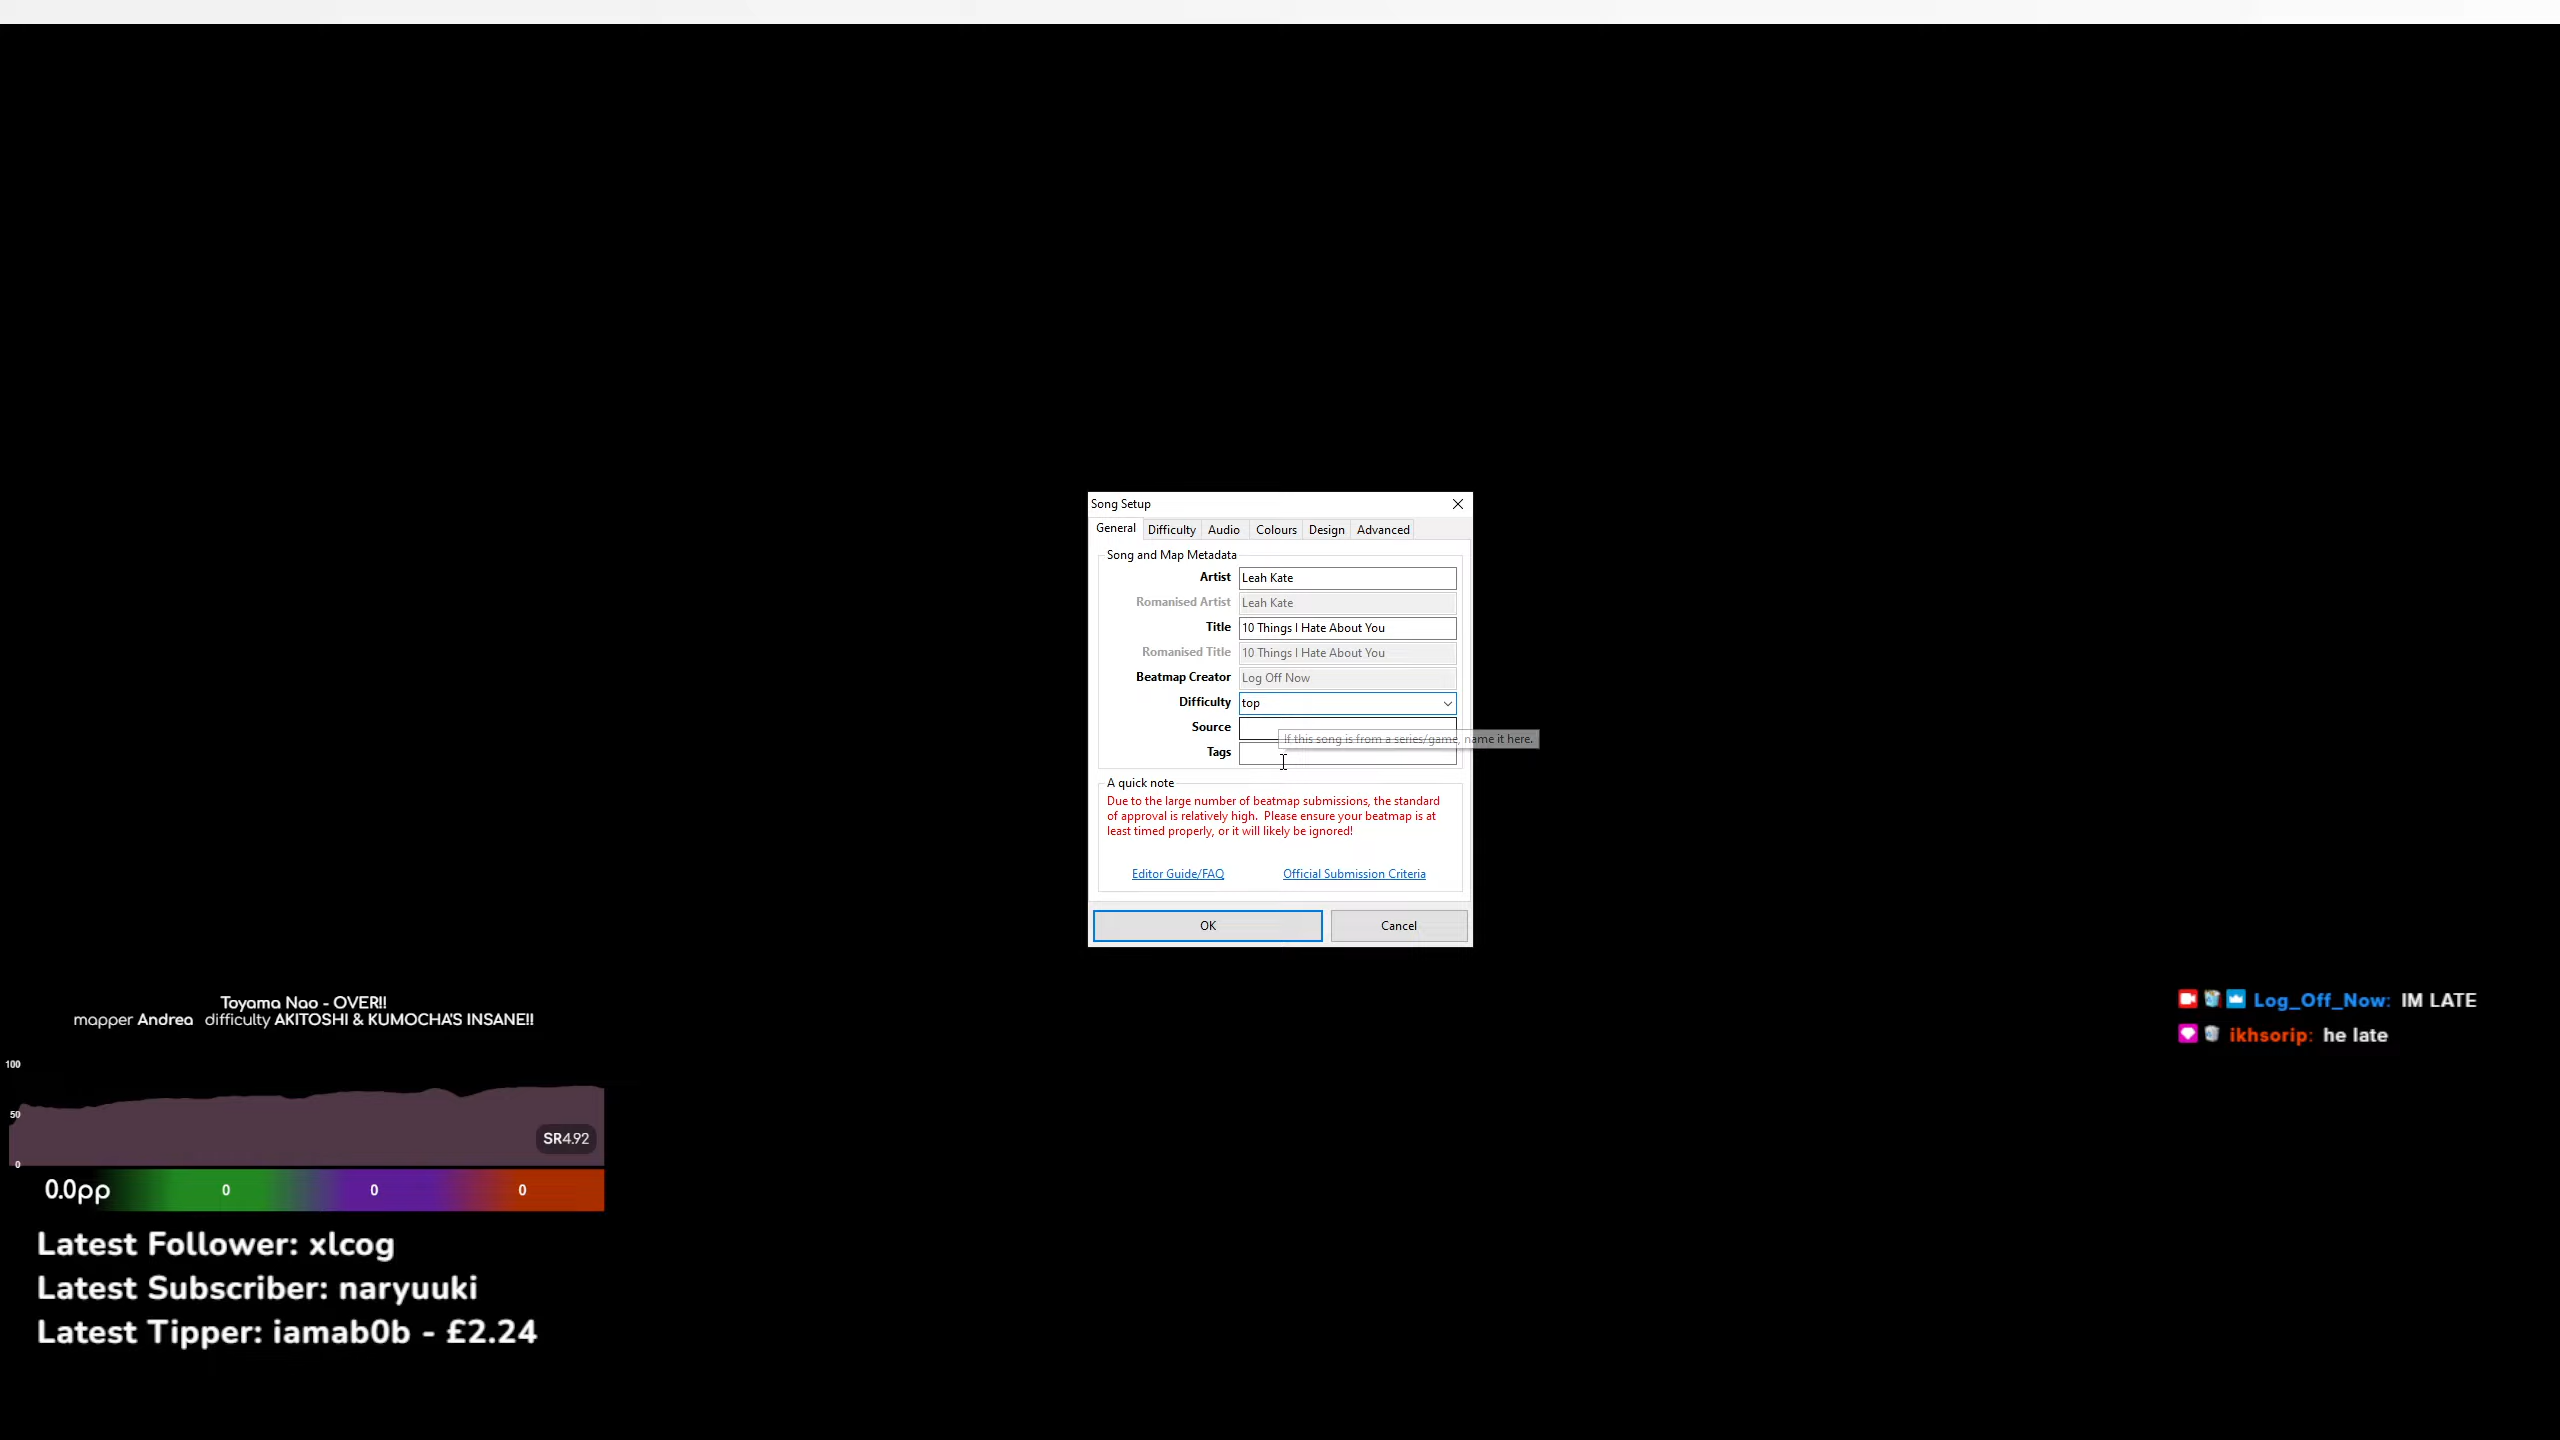 Song Setup
General Difficulty Audio Colours Design Advanced
Song and Map Metadata
Artist Leah Kate
Romanised Artist Leah Kate
Title 10 Things I Hate About You
Romanised Title 10 Things I Hate About You
Beatmap Creator Log Off Now
Difficulty top
Source
If this song is from a series/game, name it here.
Tags
A quick note
Due to the large number of beatmap submissions, the standard
of approval is relatively high. Please ensure your beatmap is at
least timed properly, or it will likely be ignored!
Editor Guide/FAQ Official Submission Criteria
OK Cancel
Toyama Nao - OVER!!
mapper Andrea difficulty AKITOSHI & KUMOCHA'S INSANE!!
100
50
0
SR4.92
0.0pp 0 0 0
Latest Follower: xlcog
Latest Subscriber: naryuuki
Latest Tipper: iamab0b - £2.24
Log_Off_Now: IM LATE
ikhsorip: he late